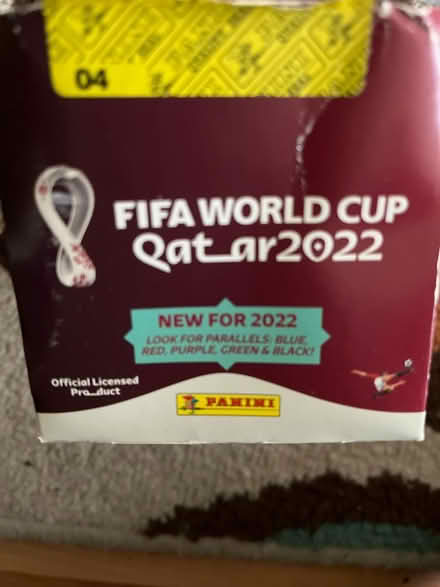 04
FIFA WORLD CUP
Qatar2022
NEW FOR 2022
LOOK FOR PARALLELS: BLUE,
RED, PURPLE, GREEN & BLACK!
Official Licensed
Product
PANINI